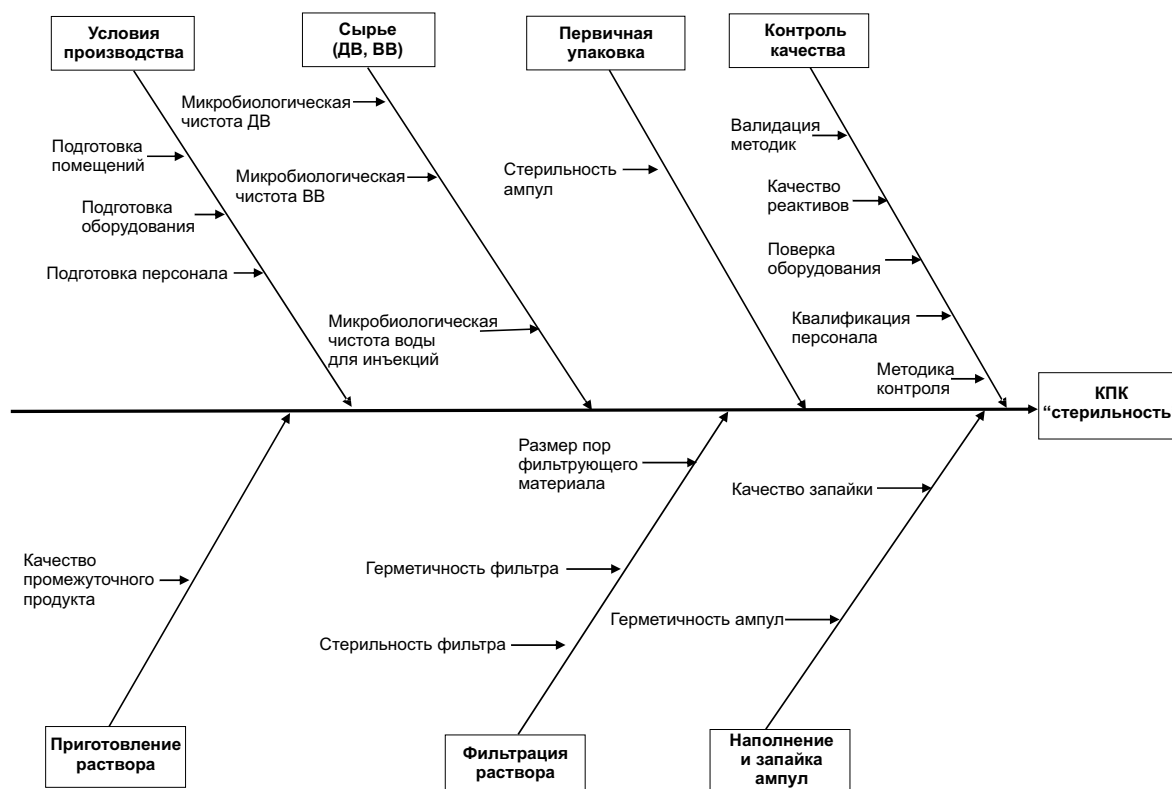 Условия
производства
Сырье
(ДВ, ВВ)
Первичная
упаковка
Контроль
качества
Микробиологическая
чистота ДВ
Валидация
методик
Подготовка
помещений
Микробиологическая
чистота ВВ
Стерильность
ампул
Качество
реактивов
Подготовка
оборудования
Поверка
оборудования
Подготовка персонала
Микробиологическая
чистота воды
для инъекций
Квалификация
персонала
Методика
контроля
КПК
“стерильность
Размер пор
фильтрующего
материала
Качество запайки
Качество
промежуточного
продукта
Герметичность фильтра
Герметичность ампул
Стерильность фильтра
Приготовление
раствора
Фильтрация
раствора
Наполнение
и запайка
ампул